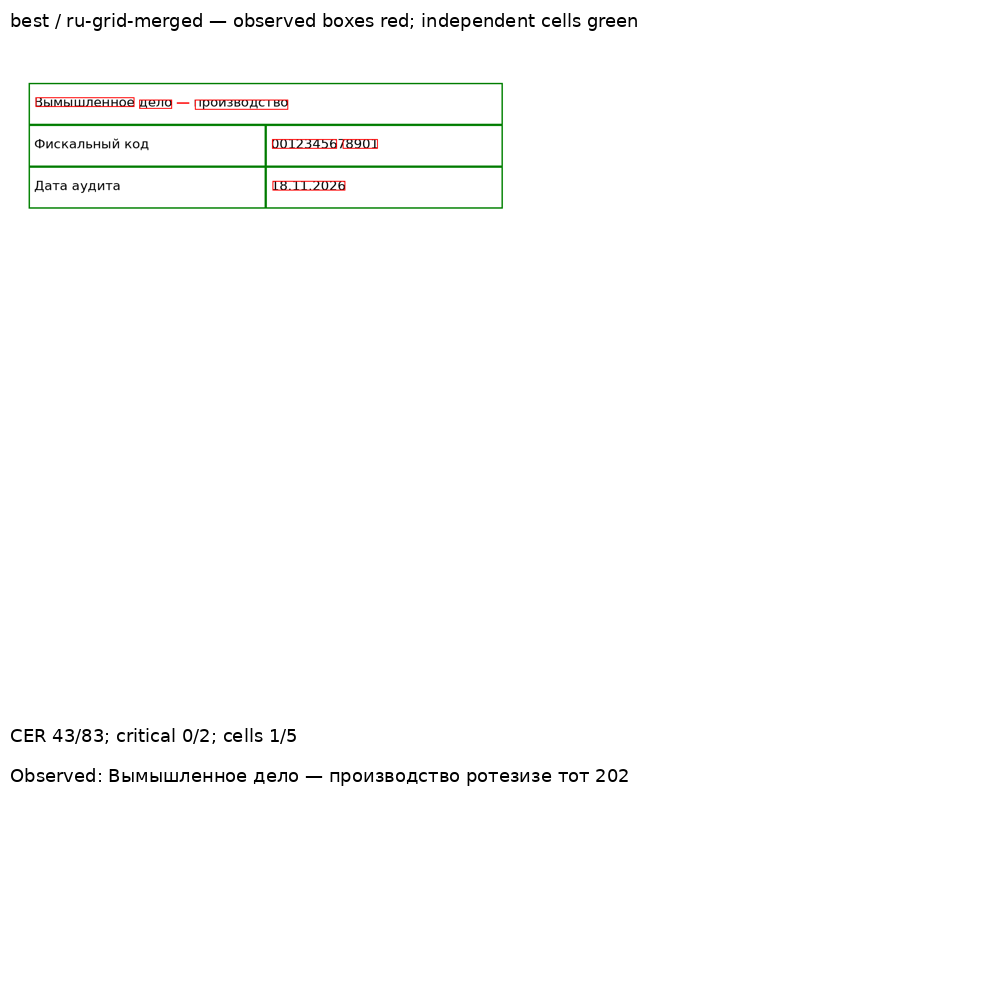 best / ru-grid-merged — observed boxes red; independent cells green
Вымышленное дело — производство
Фискальный код 0012345678901
Дата аудита 18.11.2026
CER 43/83; critical 0/2; cells 1/5
Observed: Вымышленное дело — производство ротезизе тот 202